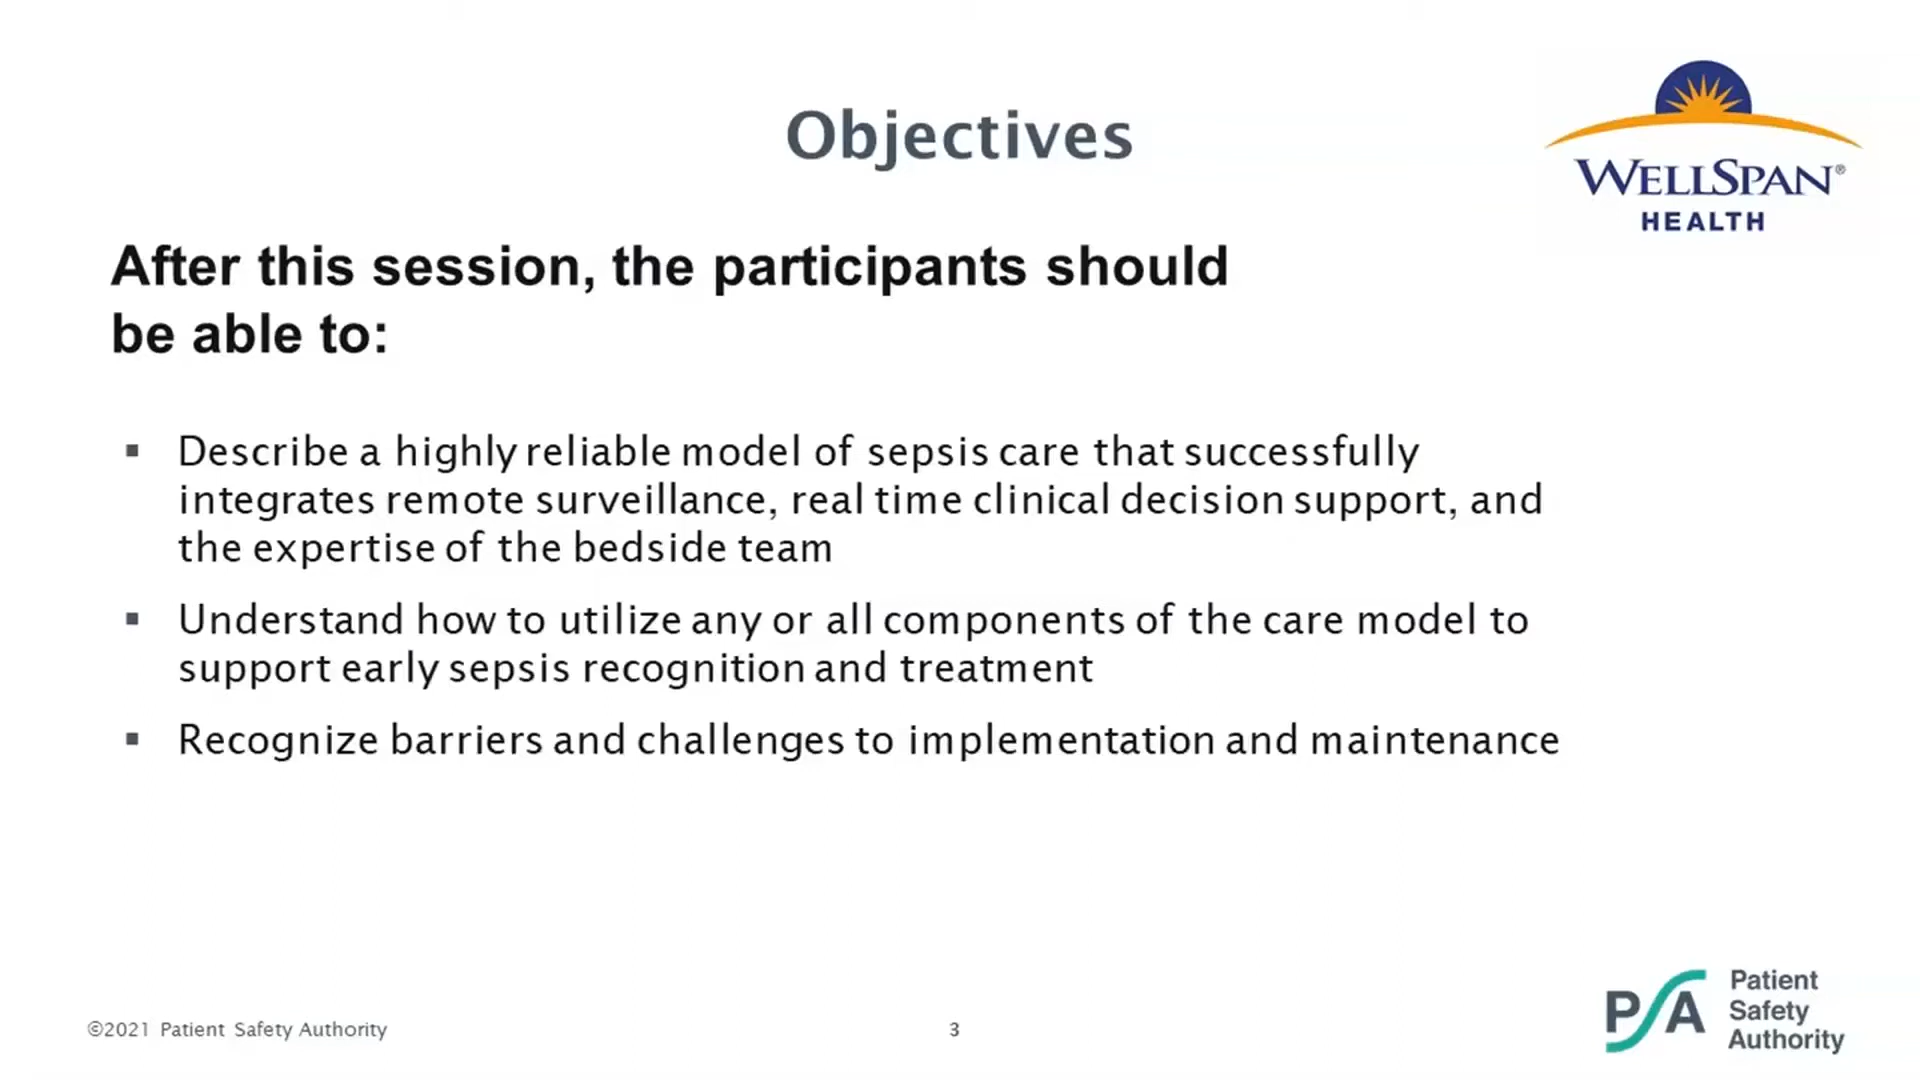 Objectives
WELLSPAN®
HEALTH
After this session, the participants should
be able to:
▪ Describe a highly reliable model of sepsis care that successfully
integrates remote surveillance, real time clinical decision support, and
the expertise of the bedside team
▪ Understand how to utilize any or all components of the care model to
support early sepsis recognition and treatment
▪ Recognize barriers and challenges to implementation and maintenance
©2021 Patient Safety Authority
3
PSA
Patient
Safety
Authority